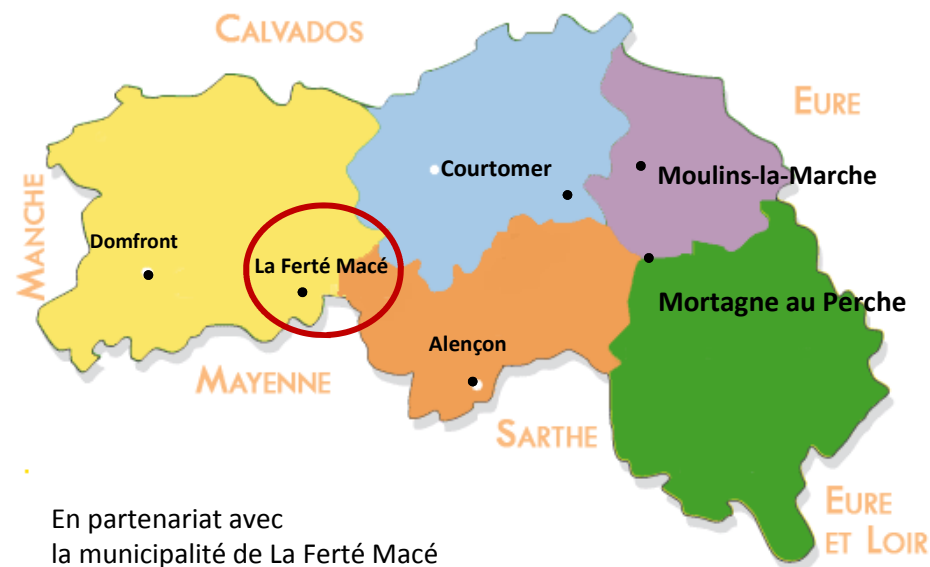 CALVADOS
EURE
Courtomer
Moulins-la-Marche
MANCHE
Domfront
La Ferté Macé
Mortagne au Perche
Alençon
MAYENNE
SARTHE
EURE
ET LOIR
En partenariat avec
la municipalité de La Ferté Macé